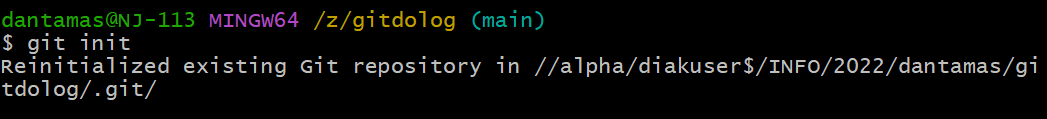 dantamas@NJ-113 MINGW64 /z/gitdolog (main)
$ git init
Reinitialized existing Git repository in //alpha/diakuser$/INFO/2022/dantamas/gi
tdolog/.git/